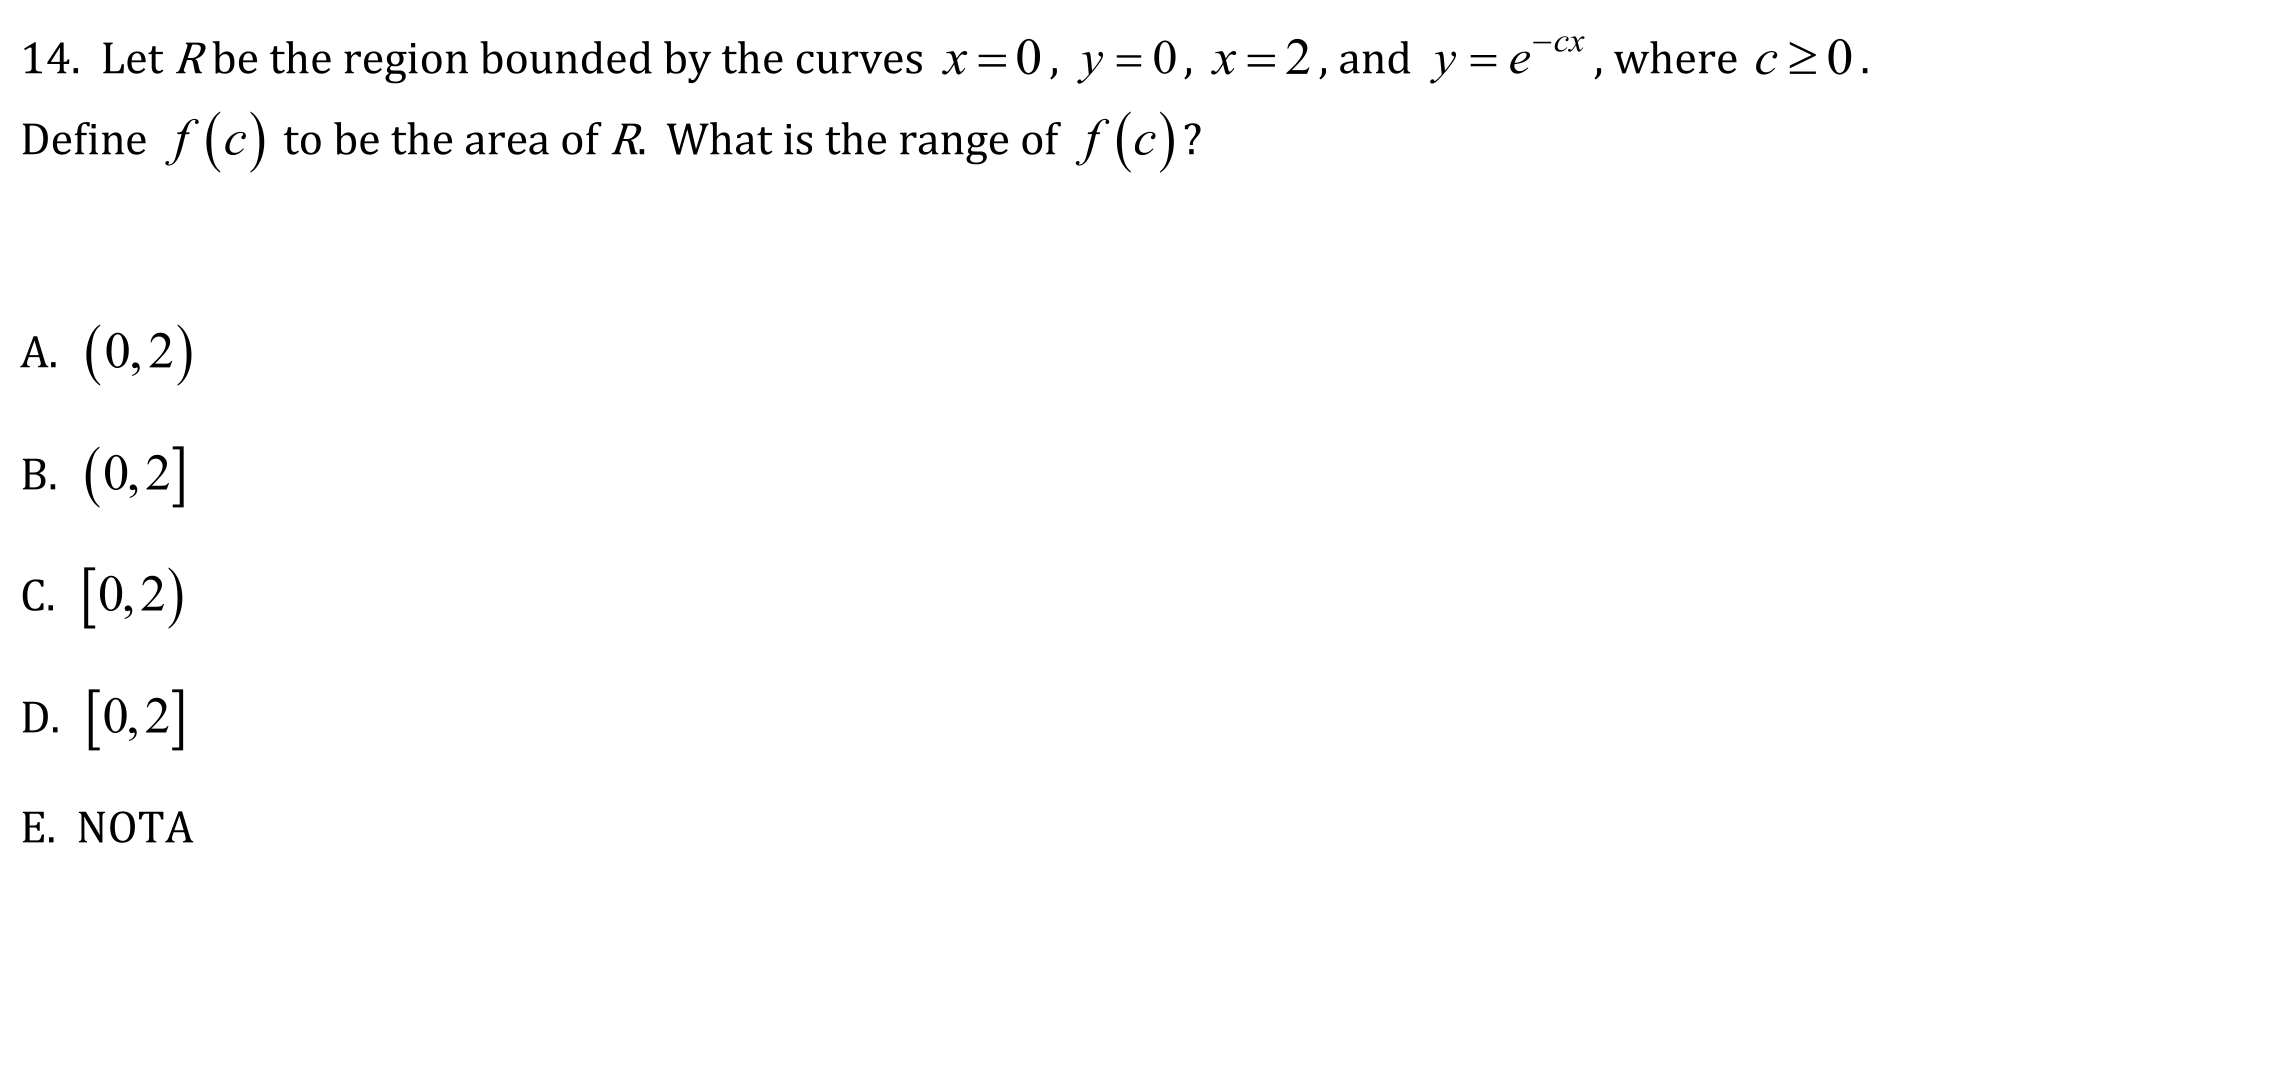 14. Let R be the region bounded by the curves x = 0, y = 0, x = 2, and y = e^{-cx}, where c ≥ 0.
Define f(c) to be the area of R. What is the range of f(c)?
A. (0,2)
B. (0,2]
C. [0,2)
D. [0,2]
E. NOTA